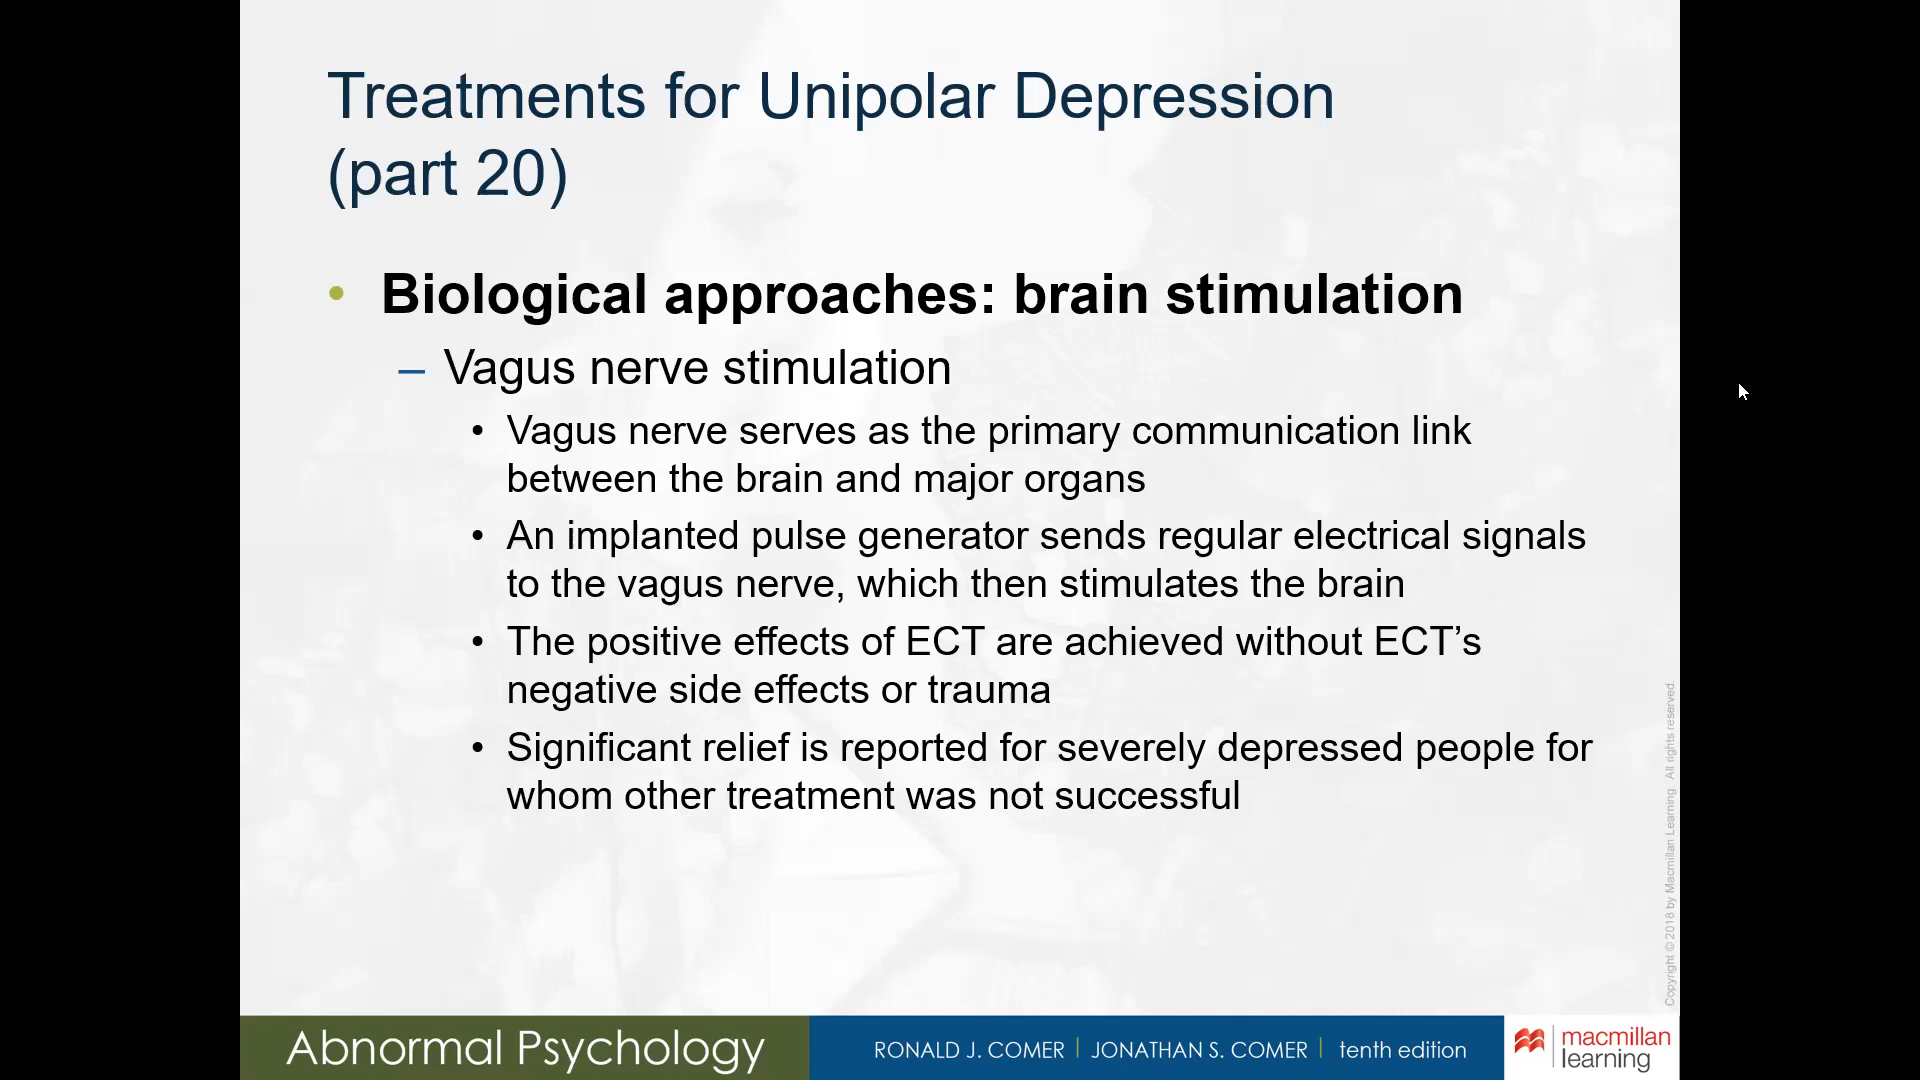 Treatments for Unipolar Depression
(part 20)
• Biological approaches: brain stimulation
– Vagus nerve stimulation
• Vagus nerve serves as the primary communication link
between the brain and major organs
• An implanted pulse generator sends regular electrical signals
to the vagus nerve, which then stimulates the brain
• The positive effects of ECT are achieved without ECT’s
negative side effects or trauma
• Significant relief is reported for severely depressed people for
whom other treatment was not successful
Copyright © 2018 by Macmillan Learning. All rights reserved.
Abnormal Psychology
RONALD J. COMER | JONATHAN S. COMER | tenth edition
macmillan
learning